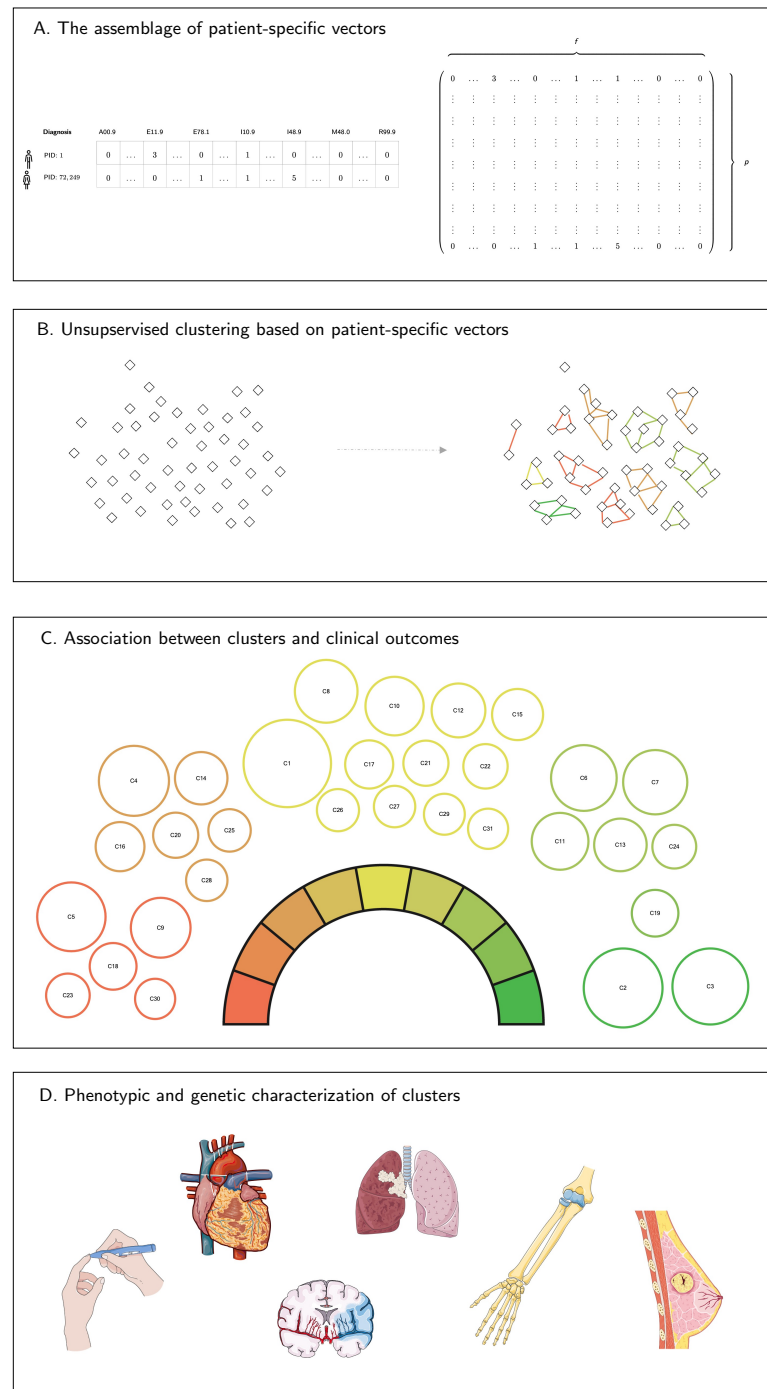 A. The assemblage of patient-specific vectors
Diagnosis A00.9 E11.9 E78.1 I10.9 I48.9 M48.0 R99.9
PID: 1 0 ... 3 ... 0 ... 1 ... 0 ... 0 ... 0
PID: 72,249 0 ... 0 ... 1 ... 1 ... 5 ... 0 ... 0
f
0 ... 3 ... 0 ... 1 ... 1 ... 0 ... 0
⋮ ⋮ ⋮ ⋮ ⋮ ⋮ ⋮ ⋮ ⋮ ⋮ ⋮ ⋮ ⋮
⋮ ⋮ ⋮ ⋮ ⋮ ⋮ ⋮ ⋮ ⋮ ⋮ ⋮ ⋮ ⋮
⋮ ⋮ ⋮ ⋮ ⋮ ⋮ ⋮ ⋮ ⋮ ⋮ ⋮ ⋮ ⋮
⋮ ⋮ ⋮ ⋮ ⋮ ⋮ ⋮ ⋮ ⋮ ⋮ ⋮ ⋮ ⋮
⋮ ⋮ ⋮ ⋮ ⋮ ⋮ ⋮ ⋮ ⋮ ⋮ ⋮ ⋮ ⋮
⋮ ⋮ ⋮ ⋮ ⋮ ⋮ ⋮ ⋮ ⋮ ⋮ ⋮ ⋮ ⋮
⋮ ⋮ ⋮ ⋮ ⋮ ⋮ ⋮ ⋮ ⋮ ⋮ ⋮ ⋮ ⋮
0 ... 0 ... 1 ... 1 ... 5 ... 0 ... 0
p
B. Unsupservised clustering based on patient-specific vectors
C. Association between clusters and clinical outcomes
C8
C10
C12
C15
C1
C17
C21
C22
C26
C27
C29
C31
C4
C14
C16
C20
C25
C28
C6
C7
C11
C13
C24
C5
C9
C18
C23
C30
C19
C2
C3
D. Phenotypic and genetic characterization of clusters